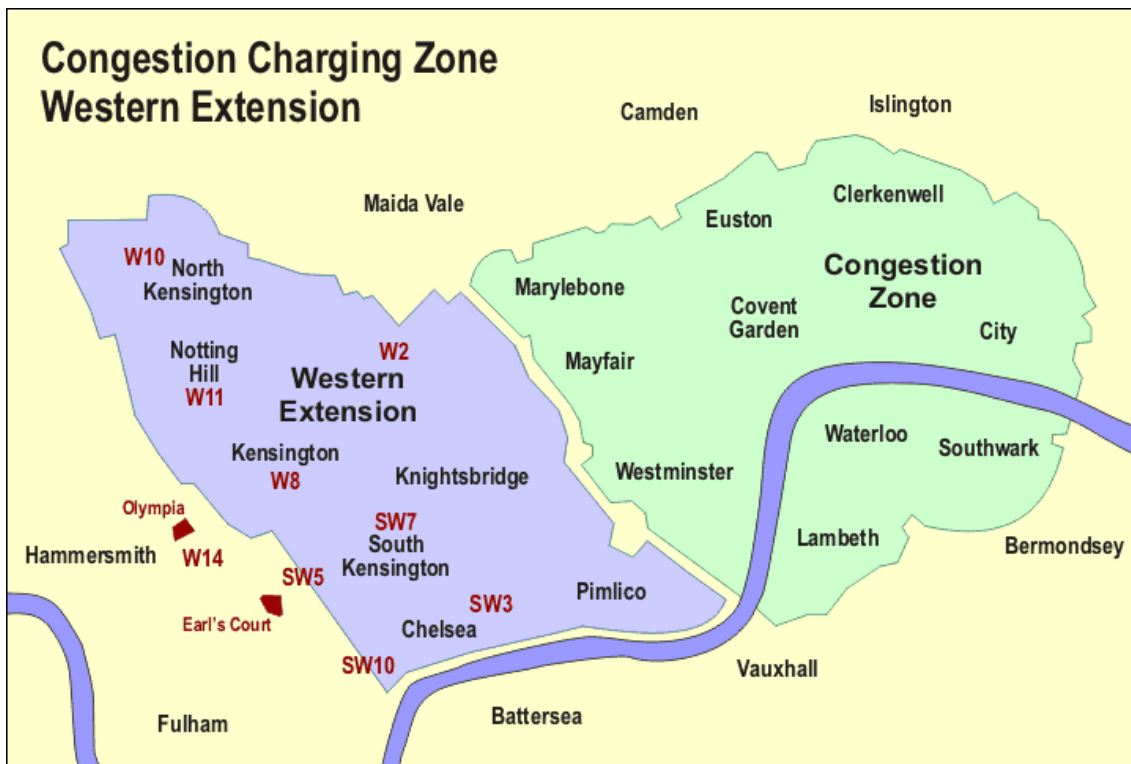 Congestion Charging Zone
Western Extension
Camden
Islington
Maida Vale
Euston
Clerkenwell
W10
North
Kensington
Marylebone
Congestion
Zone
Covent
Garden
City
Notting
Hill
W11
W2
Western
Extension
Mayfair
Kensington
W8
Knightsbridge
Westminster
Waterloo
Southwark
Olympia
W14
Hammersmith
SW7
South
Kensington
Lambeth
Bermondsey
SW5
Earl's Court
SW3
Pimlico
Chelsea
SW10
Vauxhall
Fulham
Battersea